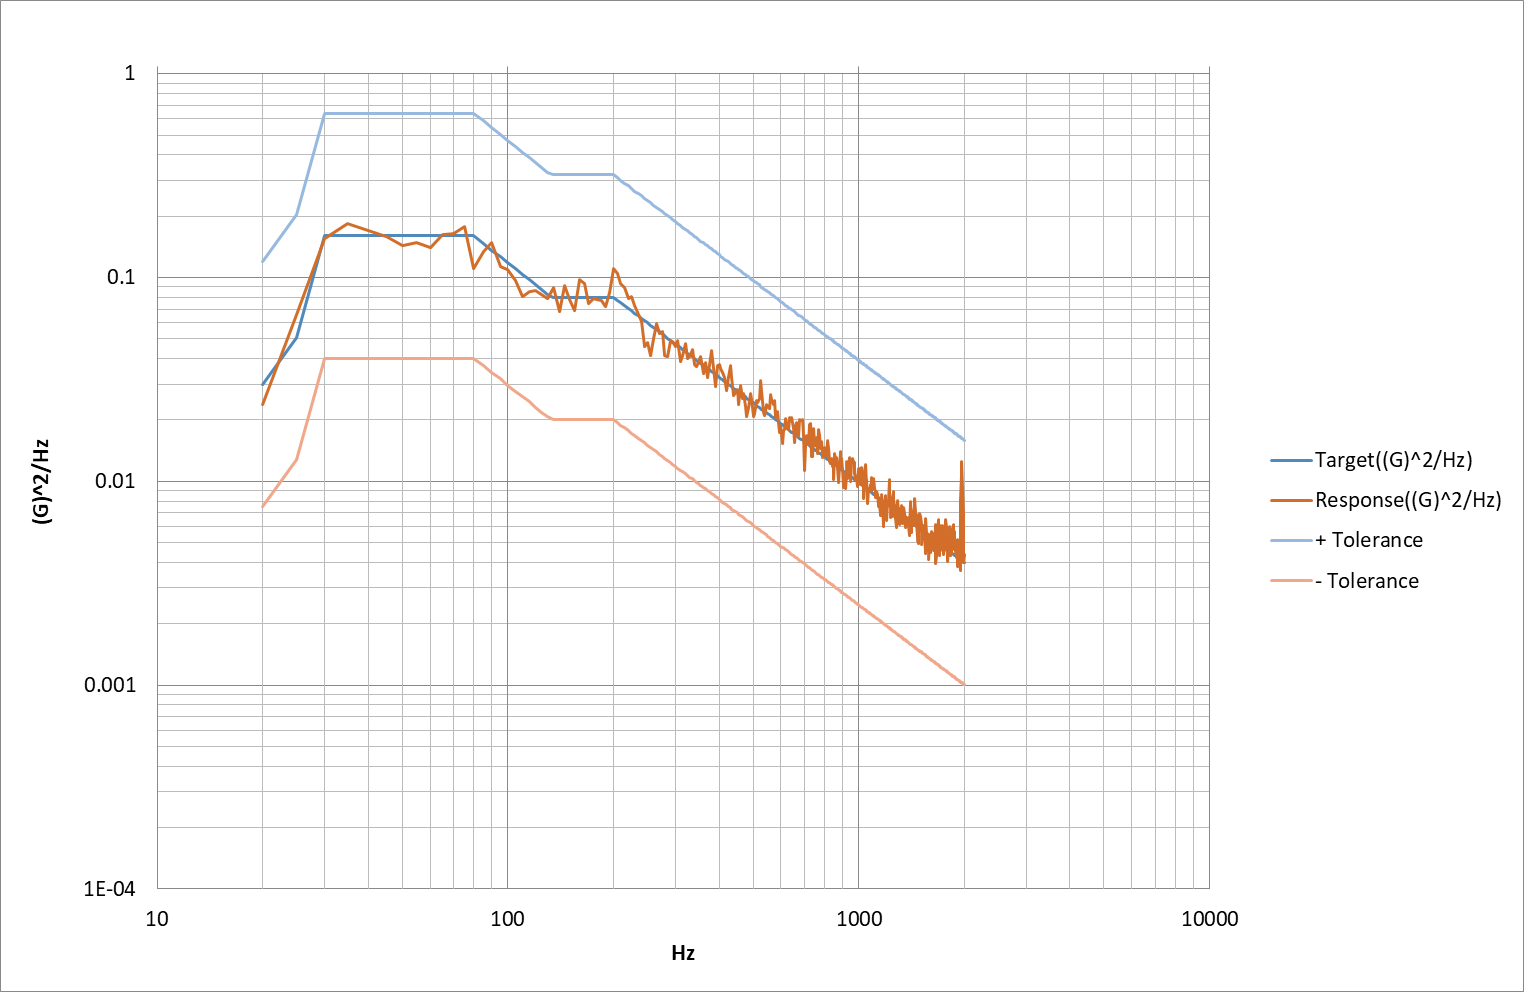 1
0.1
0.01
0.001
1E-04
10
100
1000
10000
Hz
(G)^2/Hz
Target((G)^2/Hz)
Response((G)^2/Hz)
+ Tolerance
- Tolerance